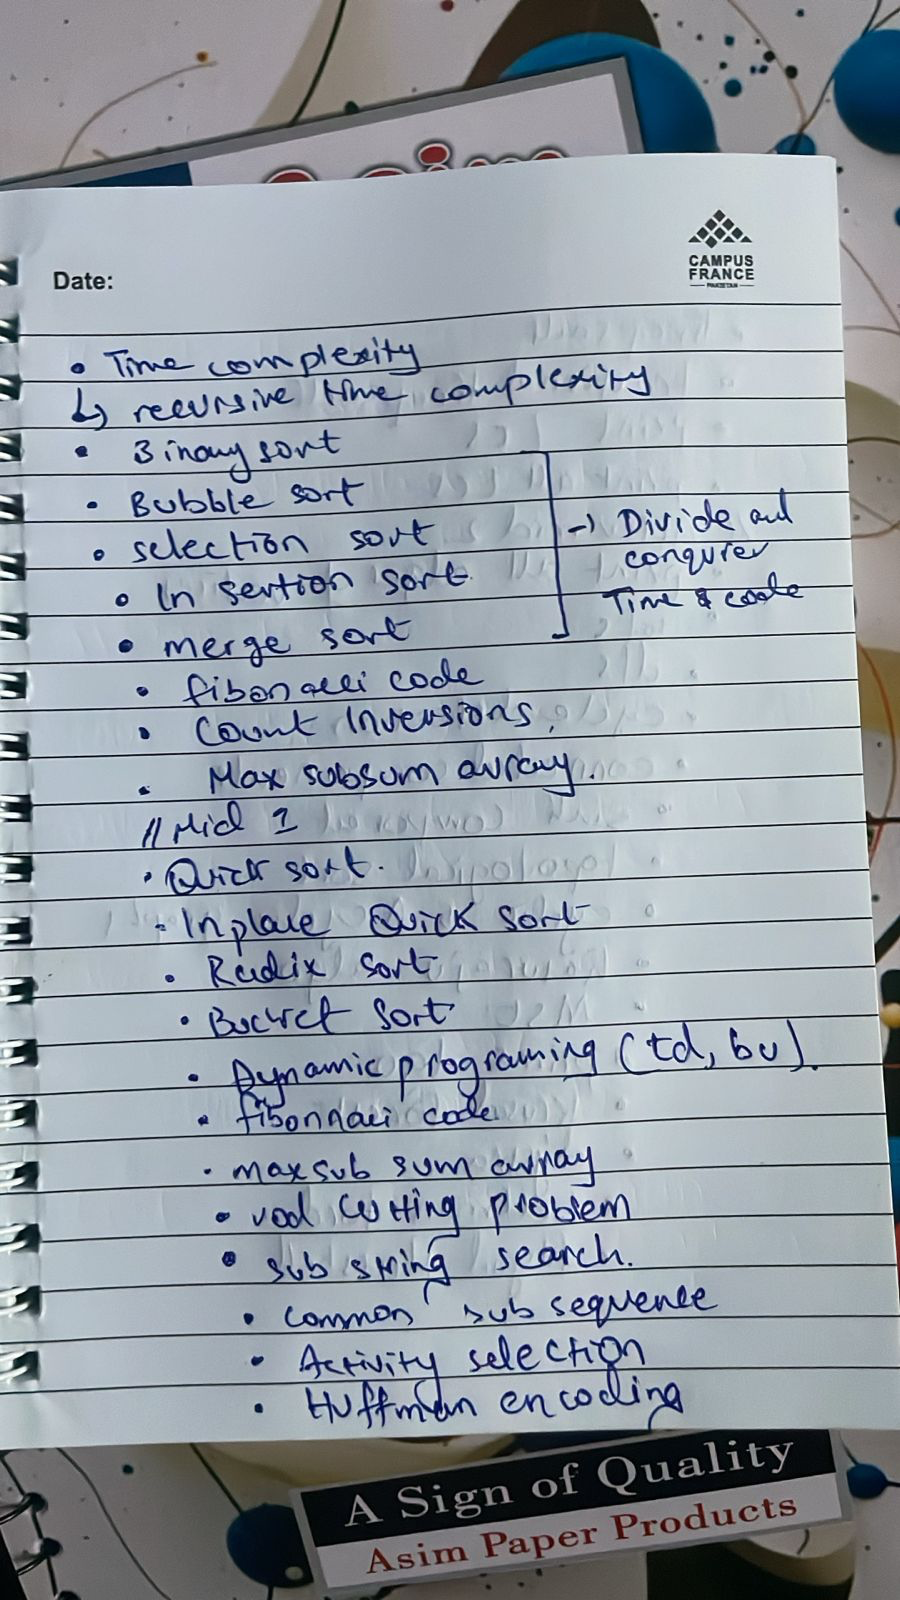 Date:
CAMPUS
FRANCE
PAKISTAN
• Time complexity
↳ recursive time complexity
• Binary sort
• Bubble sort
• selection sort
• In sertion sort
• merge sort
→ Divide and
conqurer
Time & code
• fibonacci code
• Count Inversions.
• Max subsum array.
// Mid 1
• Quick sort.
• Inplace Quick sort
• Radix sort
• Bucket sort
• Dynamic programing (td, bu).
• fibonnaci code
• maxsub sum array
• rod cutting problem
• sub string search.
• common sub sequence
• Activity selection
• Huffman encoding
A Sign of Quality
Asim Paper Products